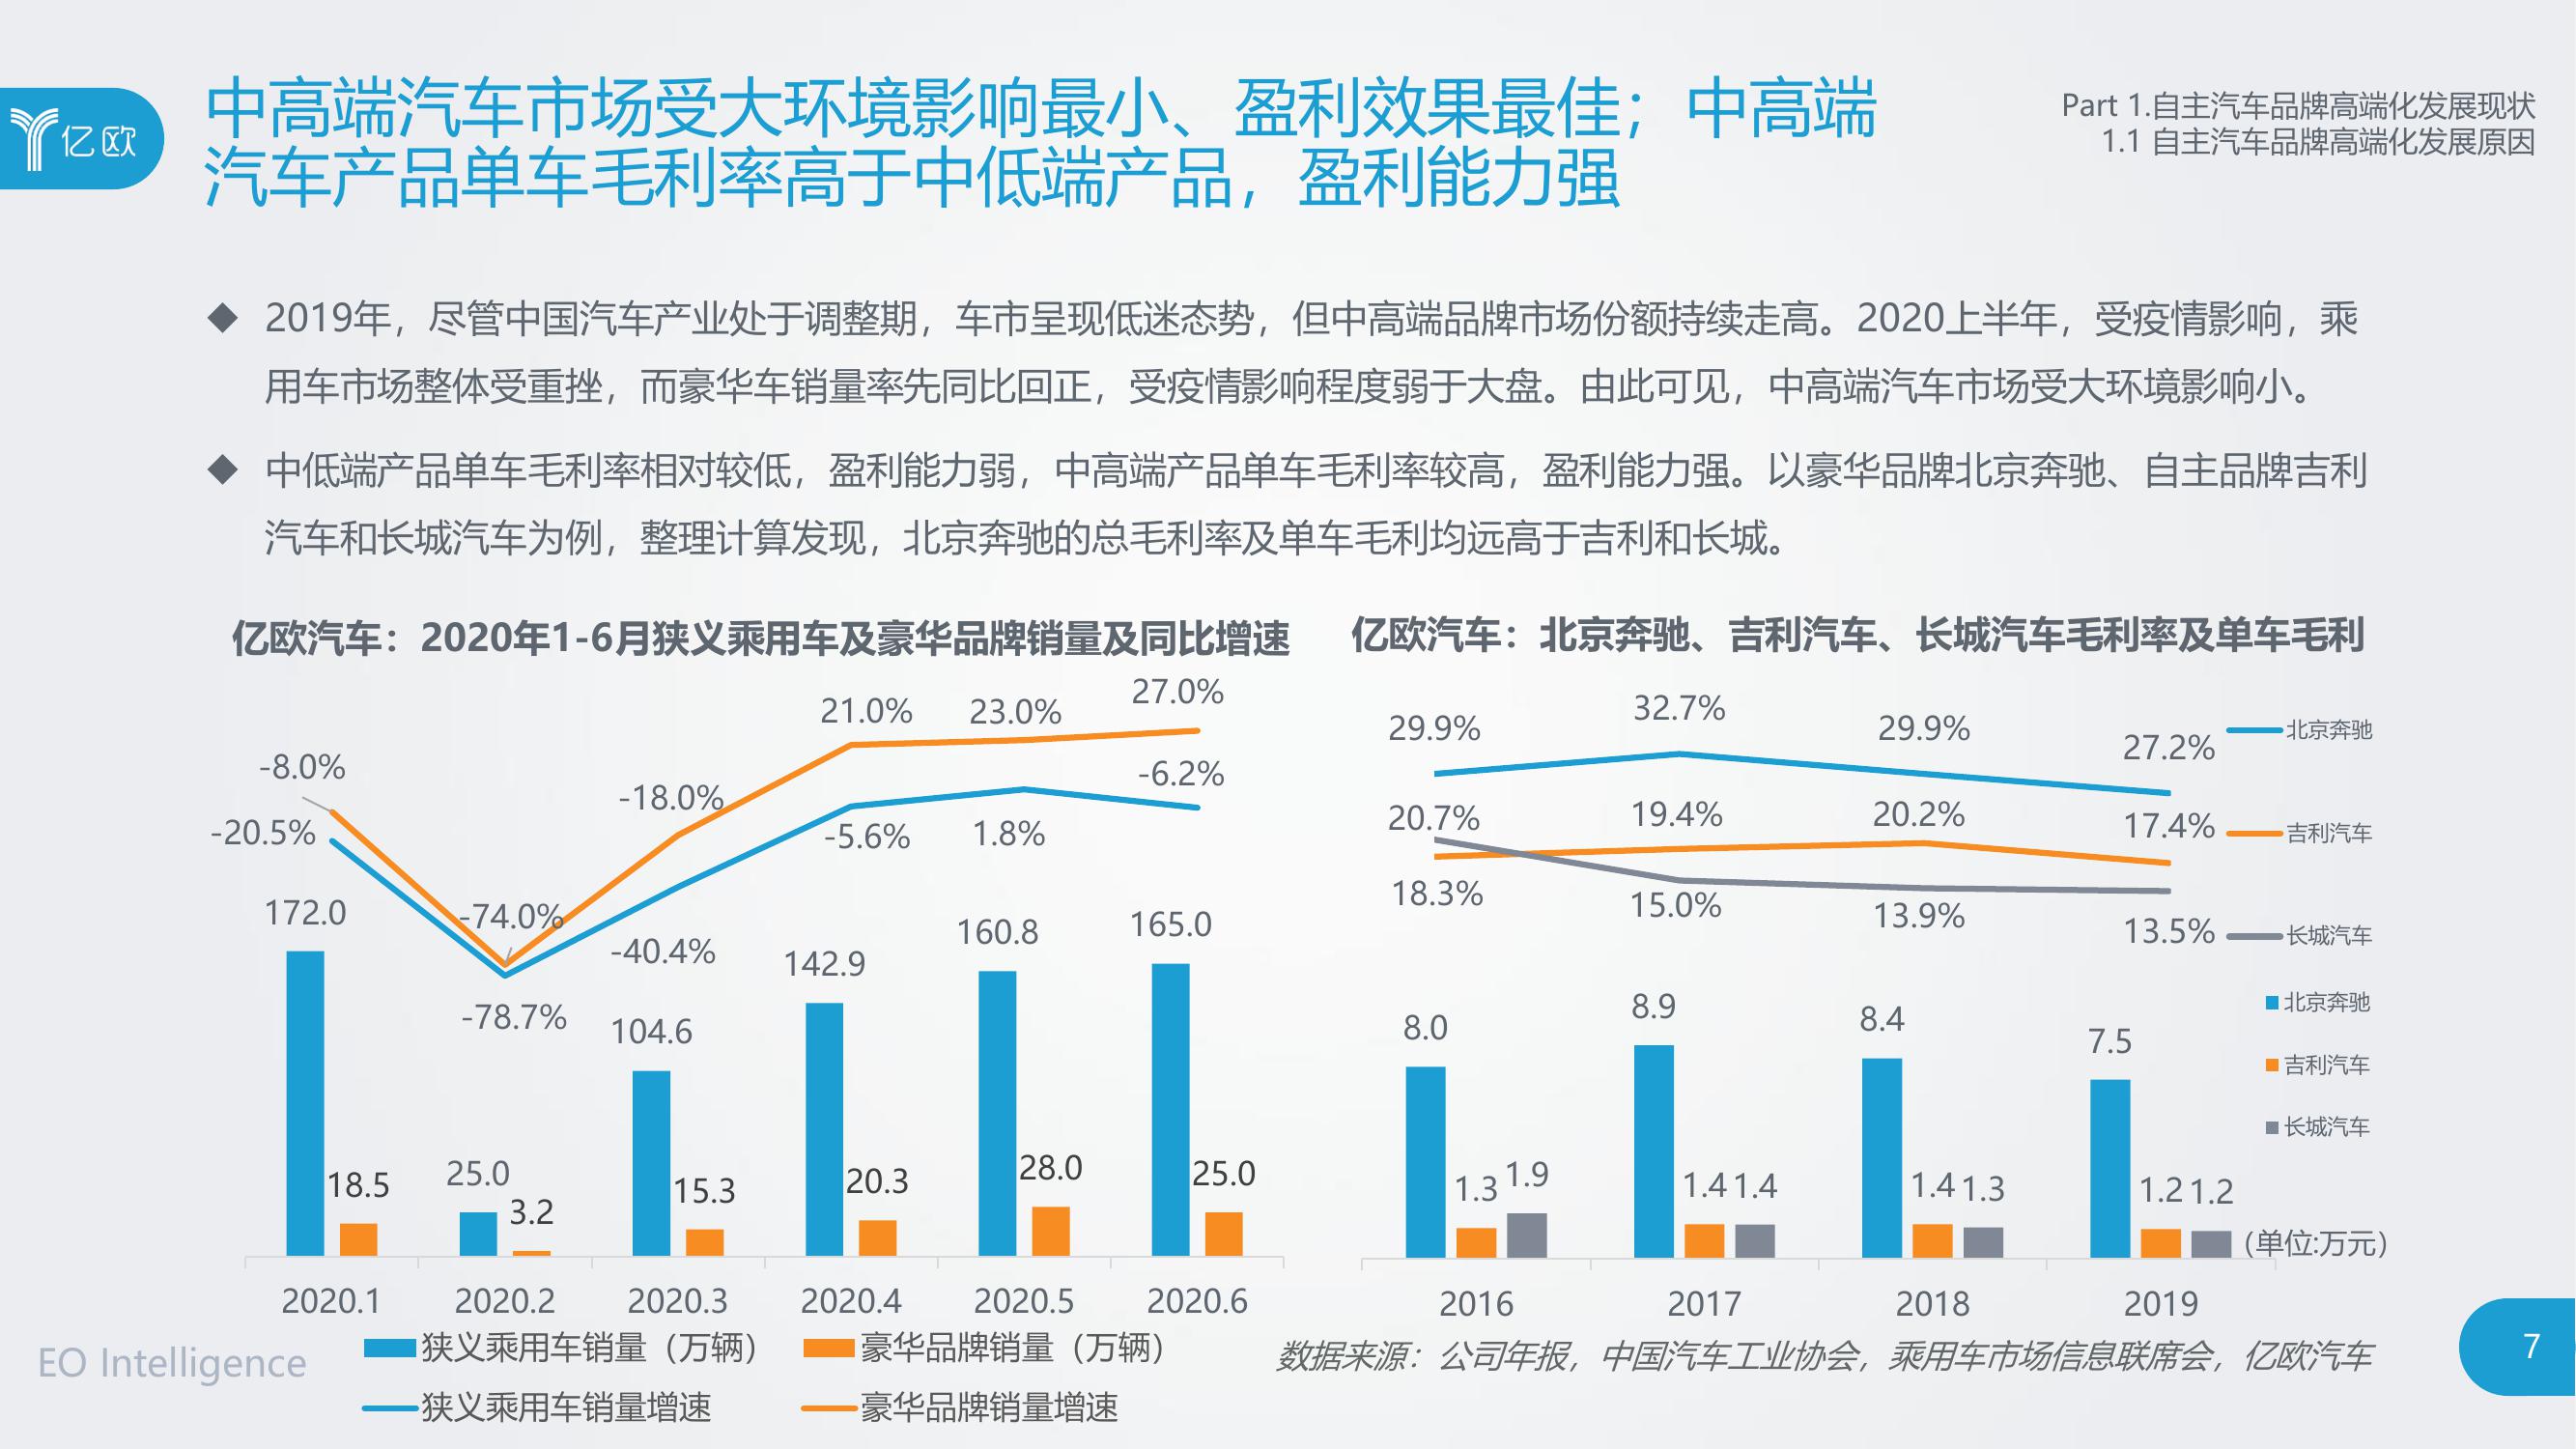 亿欧
中高端汽车市场受大环境影响最小、盈利效果最佳；中高端
汽车产品单车毛利率高于中低端产品，盈利能力强
Part 1.自主汽车品牌高端化发展现状
1.1 自主汽车品牌高端化发展原因
◆ 2019年，尽管中国汽车产业处于调整期，车市呈现低迷态势，但中高端品牌市场份额持续走高。2020上半年，受疫情影响，乘
用车市场整体受重挫，而豪华车销量率先同比回正，受疫情影响程度弱于大盘。由此可见，中高端汽车市场受大环境影响小。
◆ 中低端产品单车毛利率相对较低，盈利能力弱，中高端产品单车毛利率较高，盈利能力强。以豪华品牌北京奔驰、自主品牌吉利
汽车和长城汽车为例，整理计算发现，北京奔驰的总毛利率及单车毛利均远高于吉利和长城。
亿欧汽车：2020年1-6月狭义乘用车及豪华品牌销量及同比增速
-8.0% -74.0% -18.0% 21.0% 23.0% 27.0%
-20.5% -78.7% -40.4% -5.6% 1.8% -6.2%
172.0 25.0 104.6 142.9 160.8 165.0
18.5 3.2 15.3 20.3 28.0 25.0
2020.1 2020.2 2020.3 2020.4 2020.5 2020.6
狭义乘用车销量（万辆） 豪华品牌销量（万辆）
狭义乘用车销量增速 豪华品牌销量增速
亿欧汽车：北京奔驰、吉利汽车、长城汽车毛利率及单车毛利
29.9% 32.7% 29.9% 27.2% 北京奔驰
20.7% 19.4% 20.2% 17.4% 吉利汽车
18.3% 15.0% 13.9% 13.5% 长城汽车
8.0 8.9 8.4 7.5 北京奔驰
吉利汽车
长城汽车
1.3 1.9 1.4 1.4 1.4 1.3 1.2 1.2
（单位:万元）
2016 2017 2018 2019
数据来源：公司年报，中国汽车工业协会，乘用车市场信息联席会，亿欧汽车
EO Intelligence
7